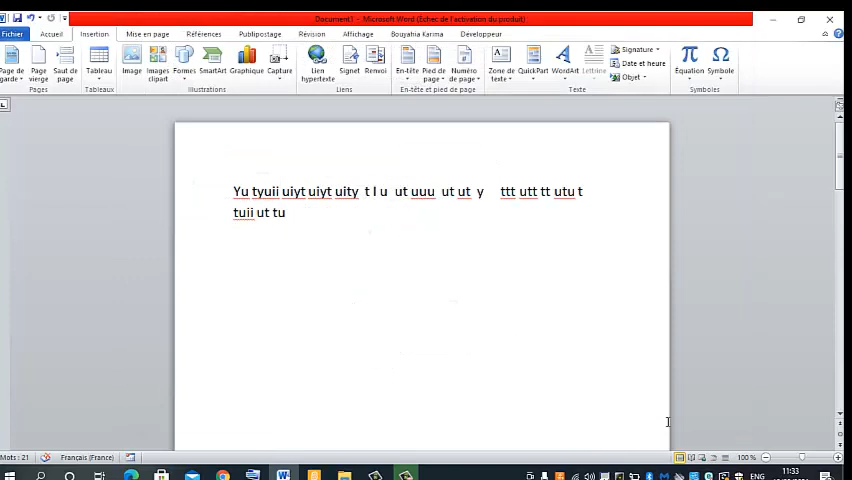 Document1 - Microsoft Word (Échec de l'activation du produit)
Fichier Accueil Insertion Mise en page Références Publipostage Révision Affichage Bouyahia Karima Développeur
Page de garde Page vierge Saut de page Tableau Image Images clipart Formes SmartArt Graphique Capture Lien hypertexte Signet Renvoi En-tête Pied de page Numéro de page Zone de texte QuickPart WordArt Lettrine Signature Date et heure Objet Équation Symbole
Pages Tableaux Illustrations Liens En-tête et pied de page Texte Symboles
Yu tyuii uiyt uiyt uity t I u ut uuu ut ut y ttt utt tt utu t
tuii ut tu
Mots : 21 Français (France) 100 %
11:33
ENG